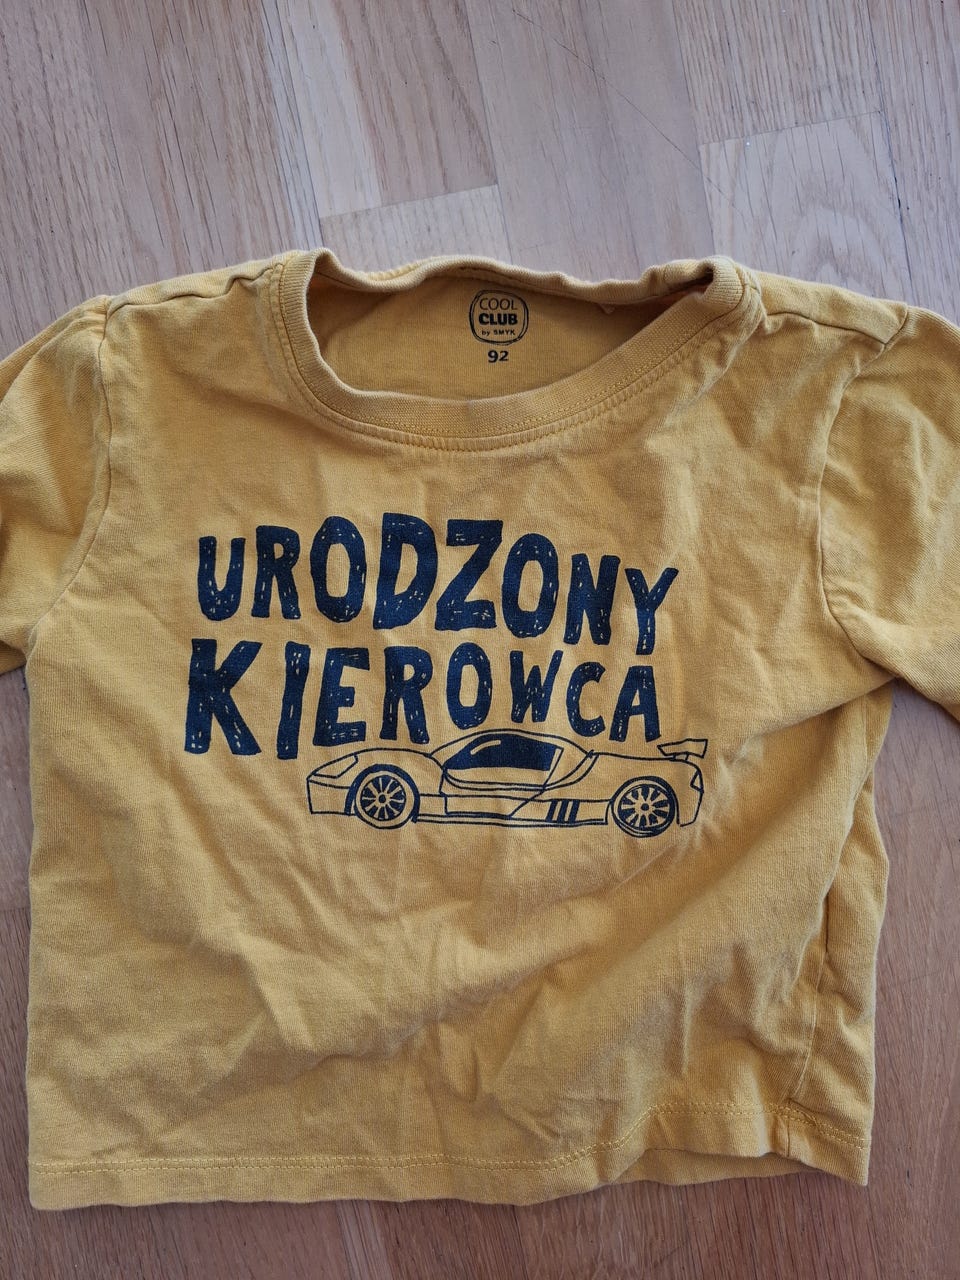 COOL
CLUB
by SMYK
92
URODZONY
KIEROWCA